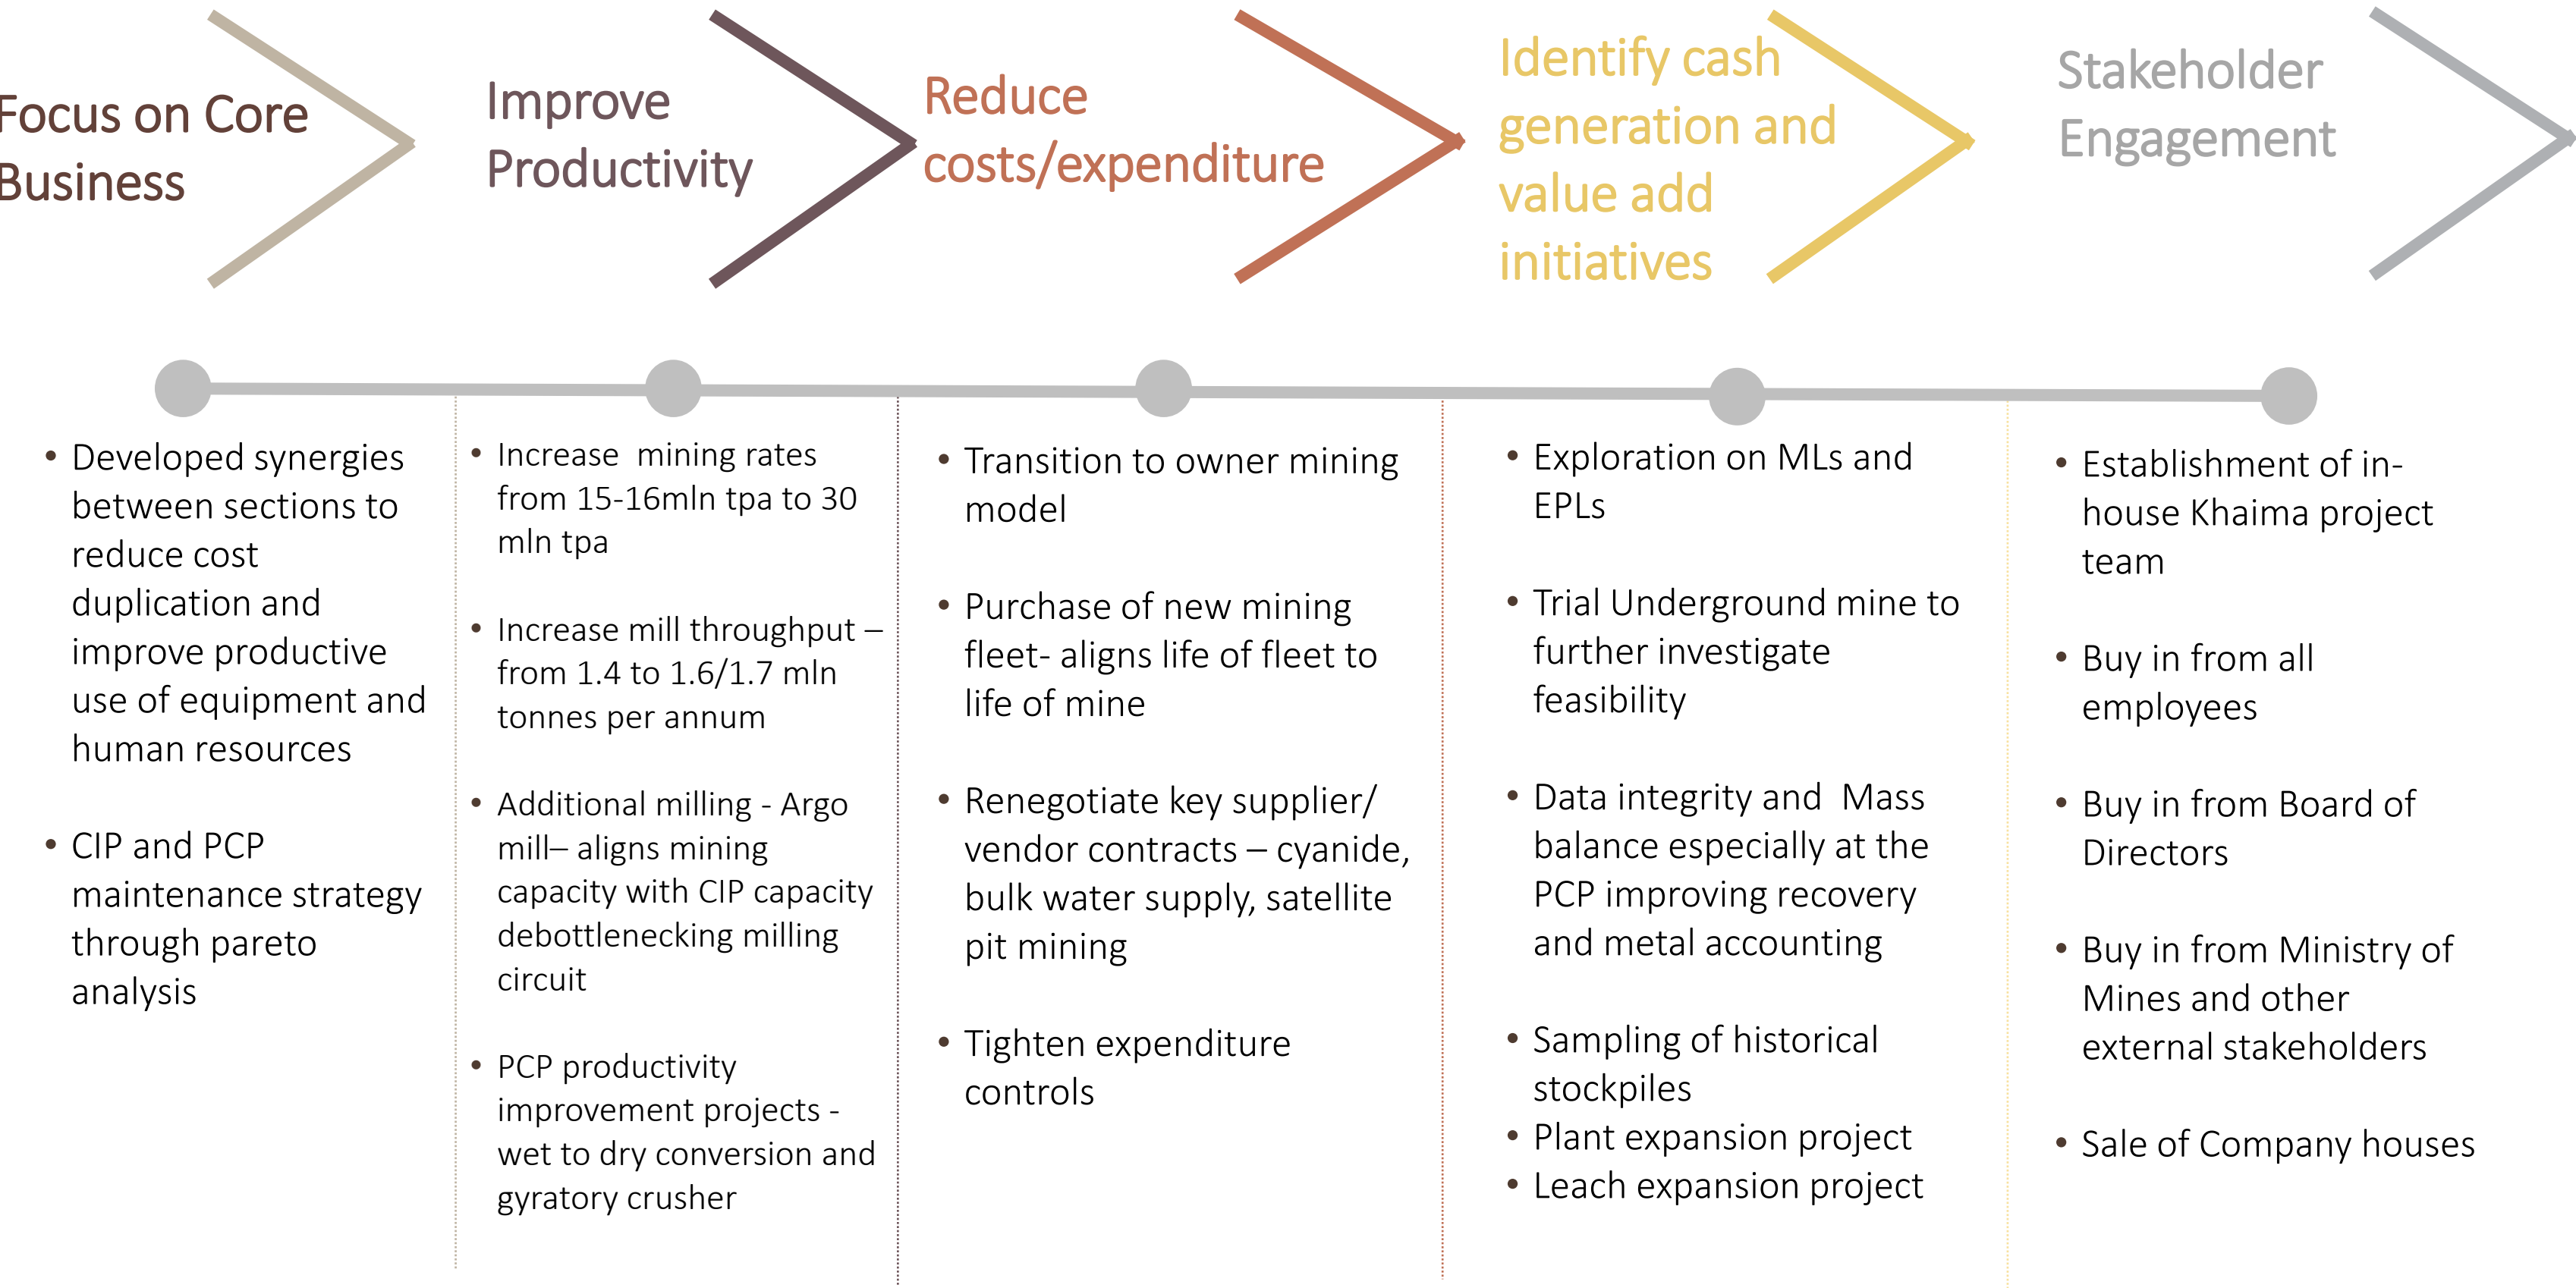 Focus on Core
Business
Improve
Productivity
Reduce
costs/expenditure
Identify cash
generation and
value add
initiatives
Stakeholder
Engagement
• Developed synergies
between sections to
reduce cost
duplication and
improve productive
use of equipment and
human resources
• CIP and PCP
maintenance strategy
through pareto
analysis
• Increase  mining rates
from 15-16mln tpa to 30
mln tpa
• Increase mill throughput –
from 1.4 to 1.6/1.7 mln
tonnes per annum
• Additional milling - Argo
mill– aligns mining
capacity with CIP capacity
debottlenecking milling
circuit
• PCP productivity
improvement projects -
wet to dry conversion and
gyratory crusher
• Transition to owner mining
model
• Purchase of new mining
fleet- aligns life of fleet to
life of mine
• Renegotiate key supplier/
vendor contracts – cyanide,
bulk water supply, satellite
pit mining
• Tighten expenditure
controls
• Exploration on MLs and
EPLs
• Trial Underground mine to
further investigate
feasibility
• Data integrity and  Mass
balance especially at the
PCP improving recovery
and metal accounting
• Sampling of historical
stockpiles
• Plant expansion project
• Leach expansion project
• Establishment of in-
house Khaima project
team
• Buy in from all
employees
• Buy in from Board of
Directors
• Buy in from Ministry of
Mines and other
external stakeholders
• Sale of Company houses